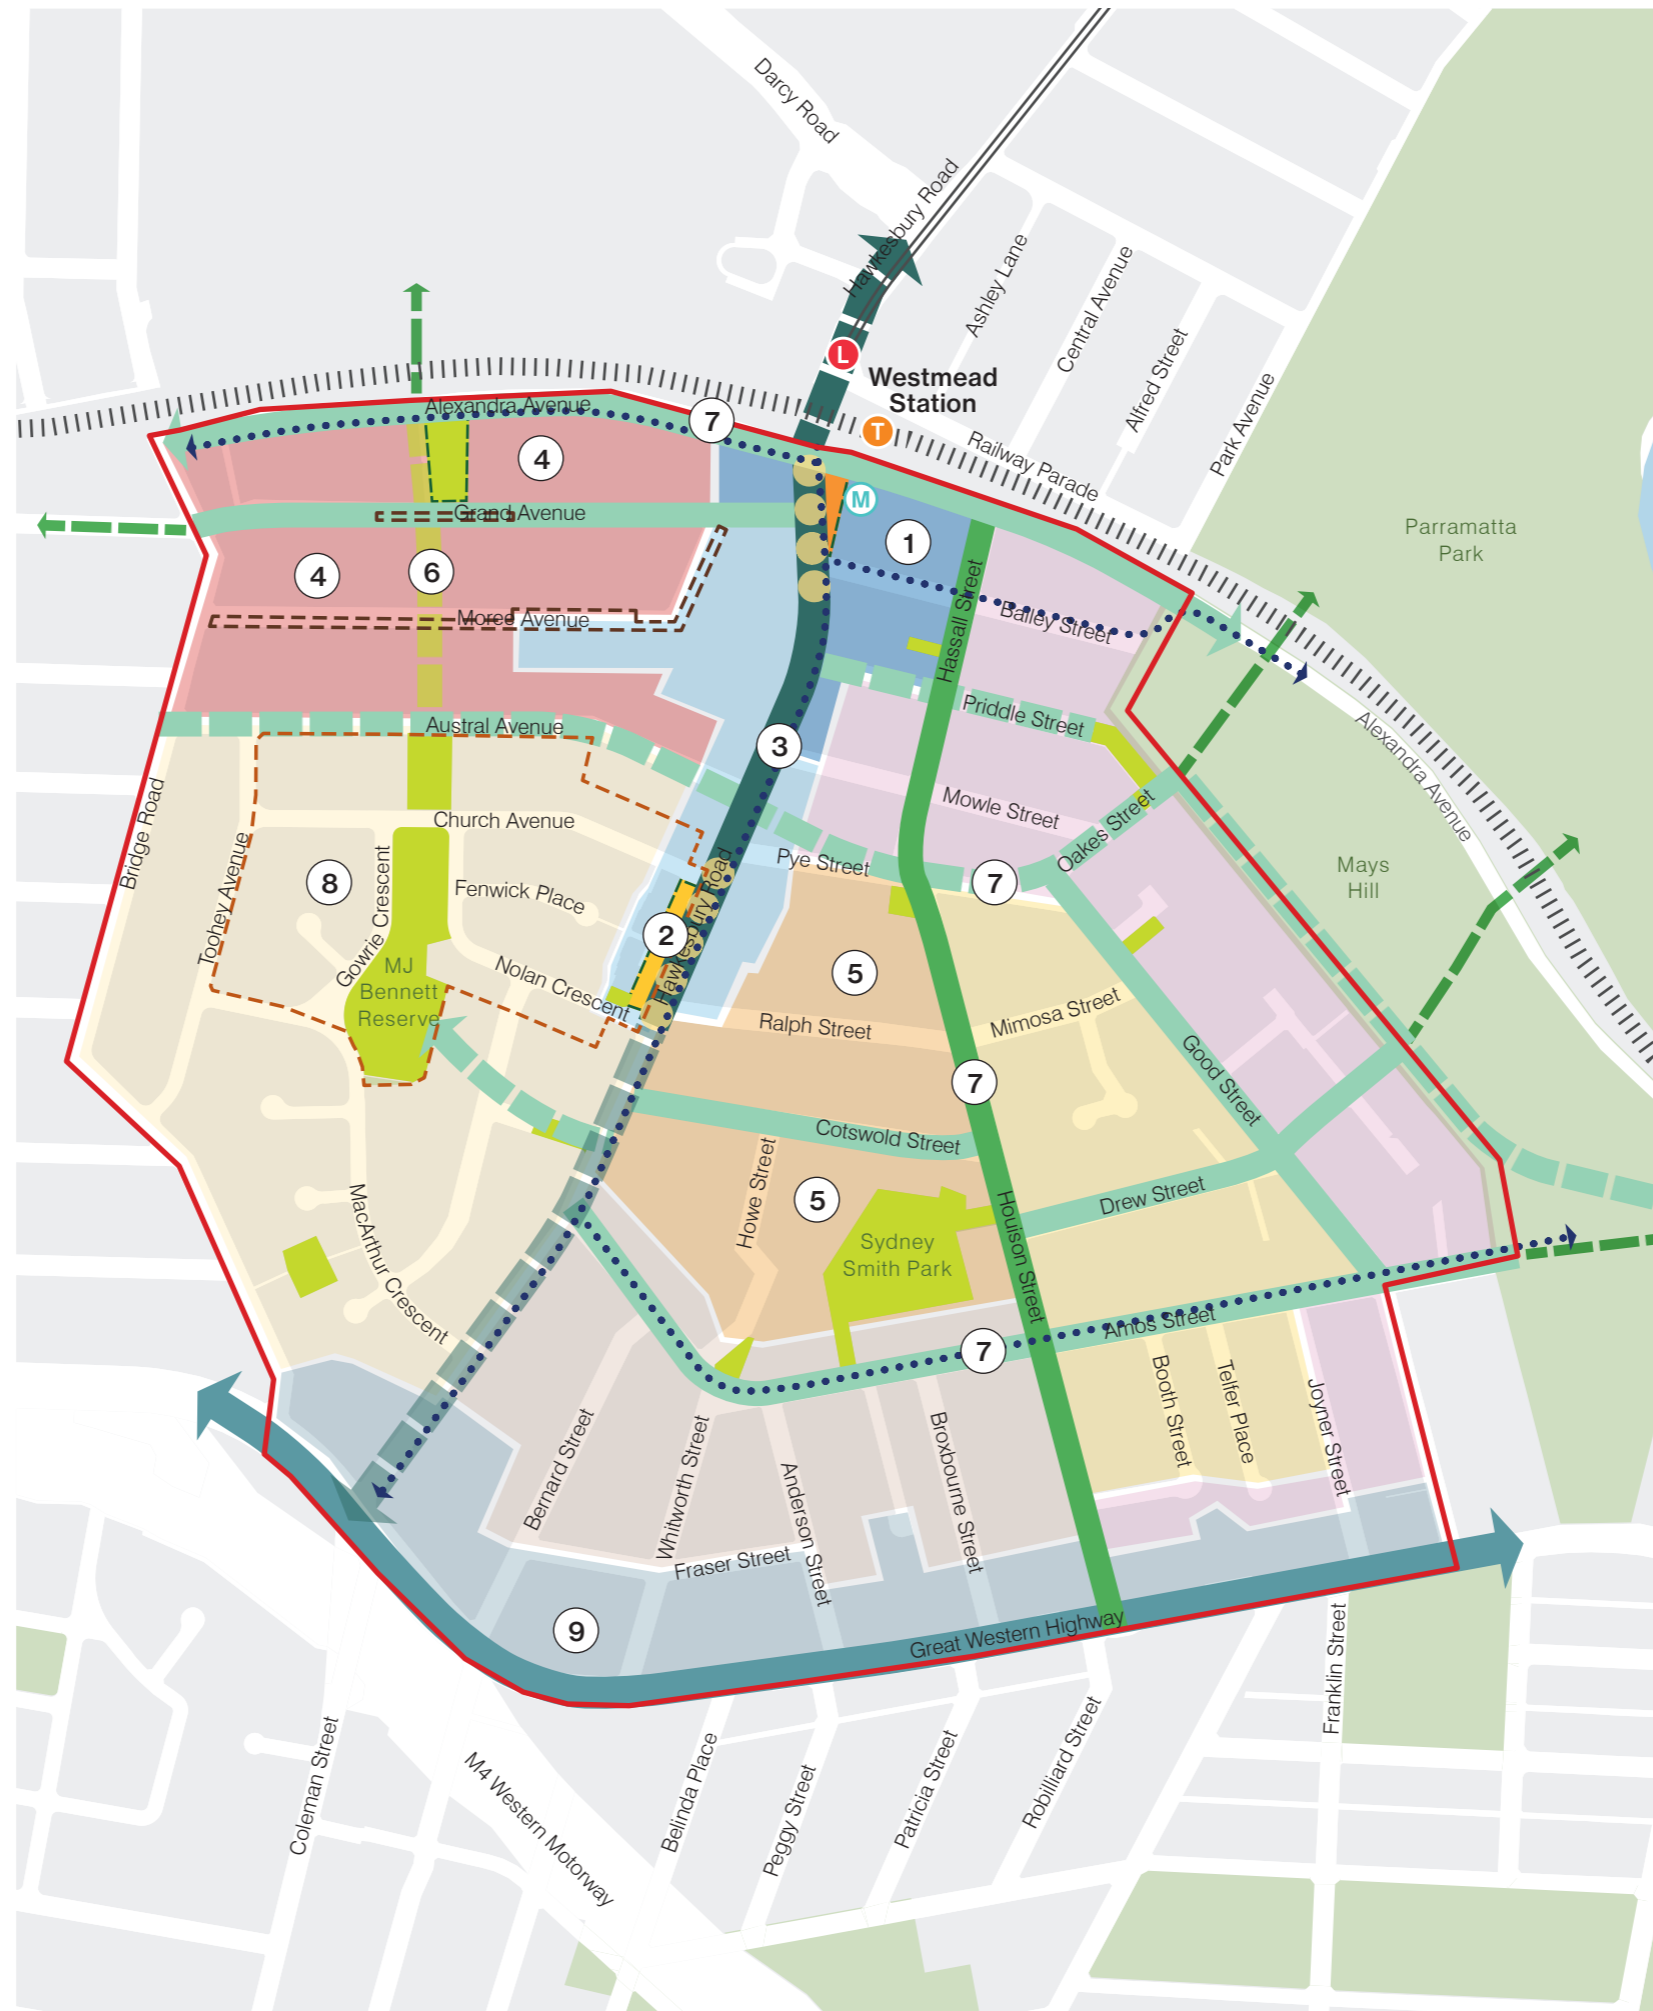 Darcy Road
Hawkesbury Road
Ashley Lane
Central Avenue
Alfred Street
Park Avenue
L
Westmead
Station
T
Railway Parade
Parramatta
Park
Alexandra Avenue
7
4
Grand Avenue
M
1
4
6
Moree Avenue
Hassall Street
Bailey Street
Priddle Street
Austral Avenue
3
Alexandra Avenue
Bridge Road
Church Avenue
Mowle Street
Oakes Street
Pye Street
7
Mays
Hill
Toohey Avenue
8
Gowrie Crescent
Fenwick Place
Hawkesbury Road
2
5
MJ
Bennett
Reserve
Nolan Crescent
Ralph Street
Mimosa Street
Good Street
7
Cotswold Street
Howe Street
5
Drew Street
MacArthur Crescent
Sydney
Smith Park
Houison Street
Amos Street
7
Booth Street
Telfer Place
Joyner Street
Bernard Street
Whitworth Street
Anderson Street
Broxbourne Street
Fraser Street
9
Great Western Highway
Franklin Street
Coleman Street
M4 Western Motorway
Belinda Place
Peggy Street
Patricia Street
Robilliard Street